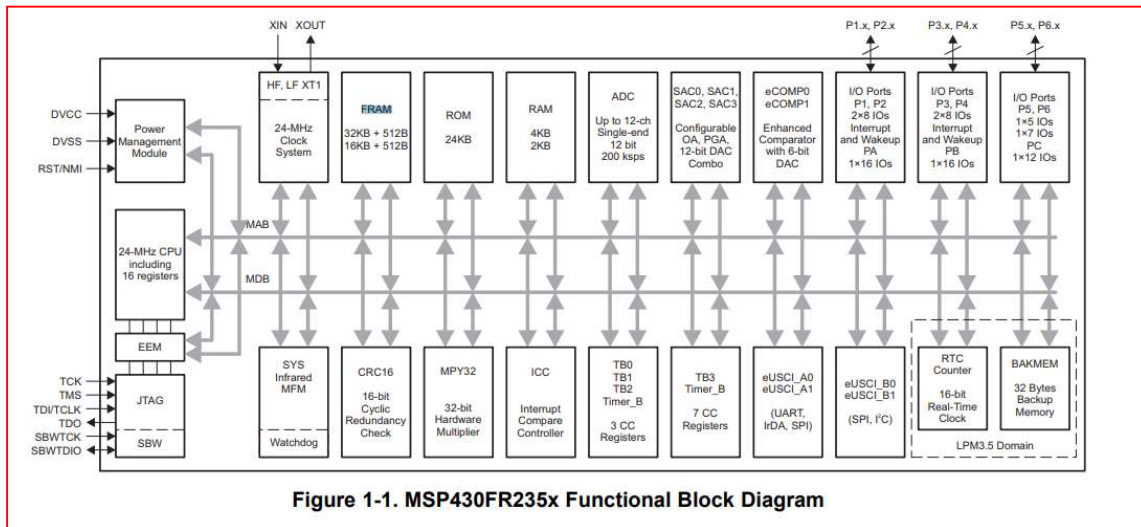 XIN XOUT
P1.x, P2.x
P3.x, P4.x
P5.x, P6.x
DVCC
DVSS
RST/NMI
Power
Management
Module
HF, LF XT1
24-MHz
Clock
System
FRAM
32KB + 512B
16KB + 512B
ROM
24KB
RAM
4KB
2KB
ADC
Up to 12-ch
Single-end
12 bit
200 ksps
SAC0, SAC1,
SAC2, SAC3
Configurable
OA, PGA,
12-bit DAC
Combo
eCOMP0
eCOMP1
Enhanced
Comparator
with 6-bit
DAC
I/O Ports
P1, P2
2×8 IOs
Interrupt
and Wakeup
PA
1×16 IOs
I/O Ports
P3, P4
2×8 IOs
Interrupt
and Wakeup
PB
1×16 IOs
I/O Ports
P5, P6
1×5 IOs
1×7 IOs
PC
1×12 IOs
24-MHz CPU
including
16 registers
MAB
MDB
EEM
TCK
TMS
TDI/TCLK
TDO
SBWTCK
SBWTDIO
JTAG
SBW
SYS
Infrared
MFM
Watchdog
CRC16
16-bit
Cyclic
Redundancy
Check
MPY32
32-bit
Hardware
Multiplier
ICC
Interrupt
Compare
Controller
TB0
TB1
TB2
Timer_B
3 CC
Registers
TB3
Timer_B
7 CC
Registers
eUSCI_A0
eUSCI_A1
(UART,
IrDA, SPI)
eUSCI_B0
eUSCI_B1
(SPI, I²C)
RTC
Counter
16-bit
Real-Time
Clock
BAKMEM
32 Bytes
Backup
Memory
LPM3.5 Domain
Figure 1-1. MSP430FR235x Functional Block Diagram